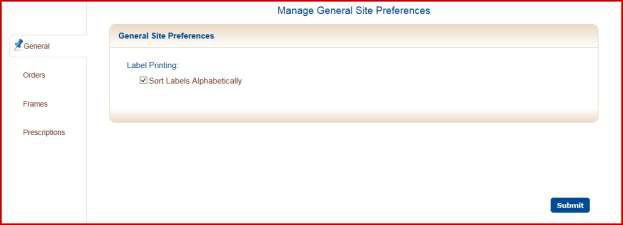 Manage General Site Preferences
General
Orders
Frames
Prescriptions
General Site Preferences
Label Printing:
Sort Labels Alphabetically
Submit